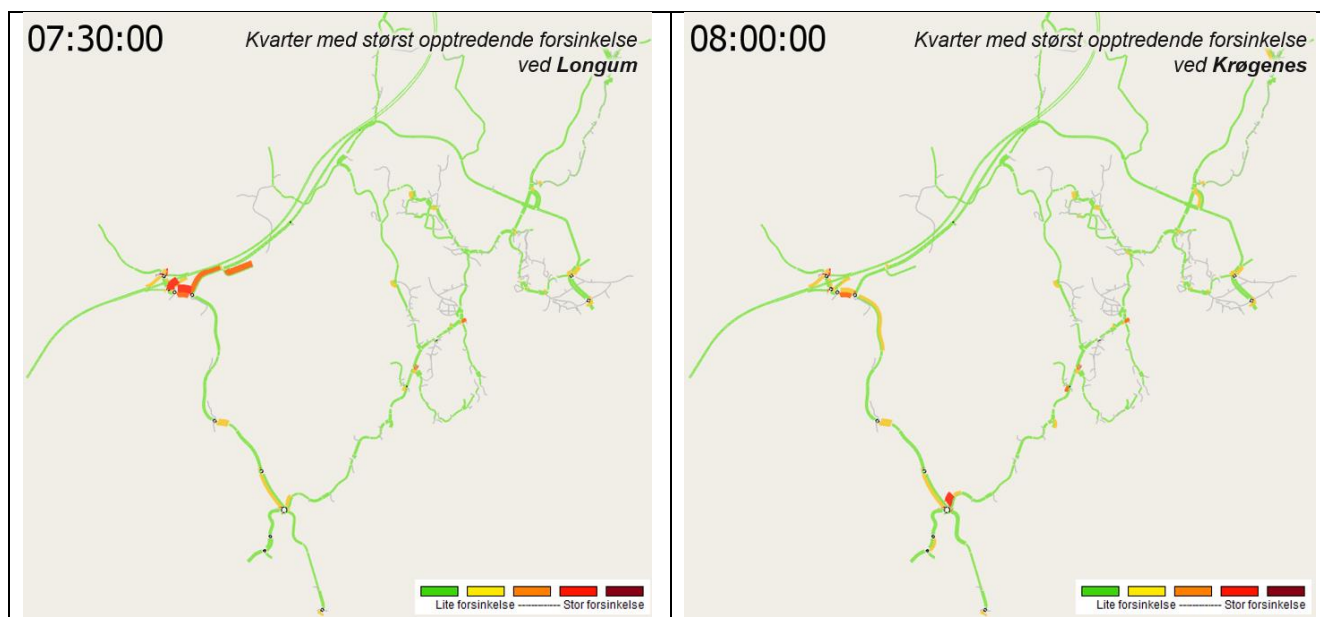 07:30:00
Kvarter med størst opptredende forsinkelse
ved Longum
Lite forsinkelse ------------- Stor forsinkelse
08:00:00
Kvarter med størst opptredende forsinkelse
ved Krøgenes
Lite forsinkelse ------------- Stor forsinkelse